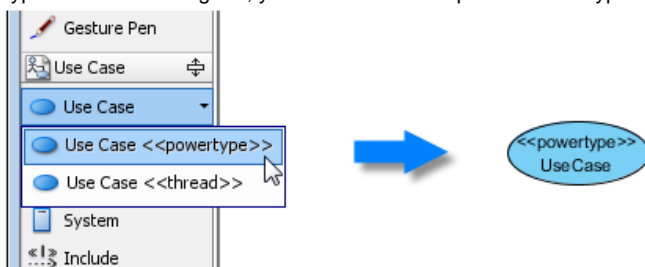 Gesture Pen
Use Case
Use Case
Use Case <<powertype>>
Use Case <<thread>>
System
Include
<<powertype>>
UseCase